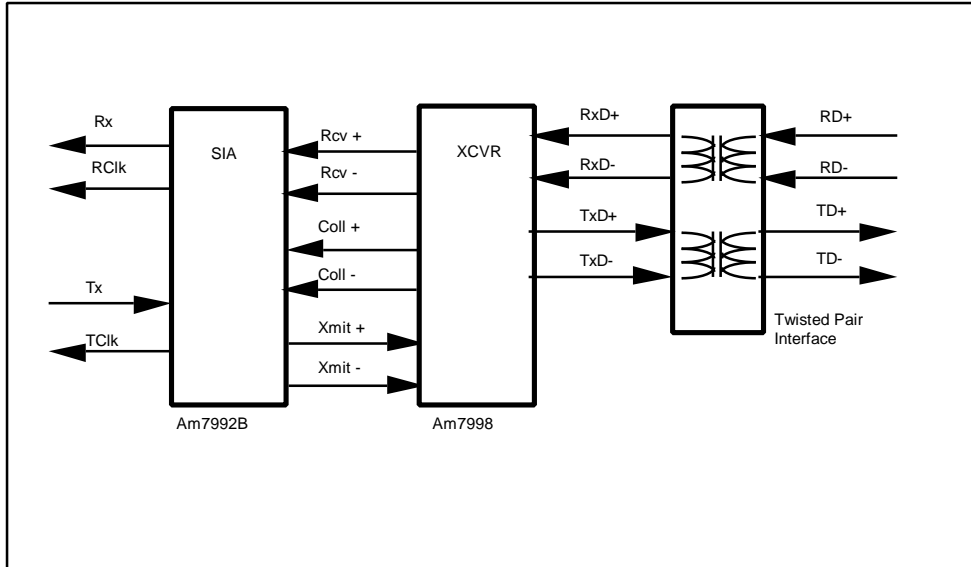 Rx
RClk
Tx
TClk
SIA
Am7992B
Rcv +
Rcv -
Coll +
Coll -
Xmit +
Xmit -
XCVR
Am7998
RxD+
RxD-
TxD+
TxD-
RD+
RD-
TD+
TD-
Twisted Pair
Interface